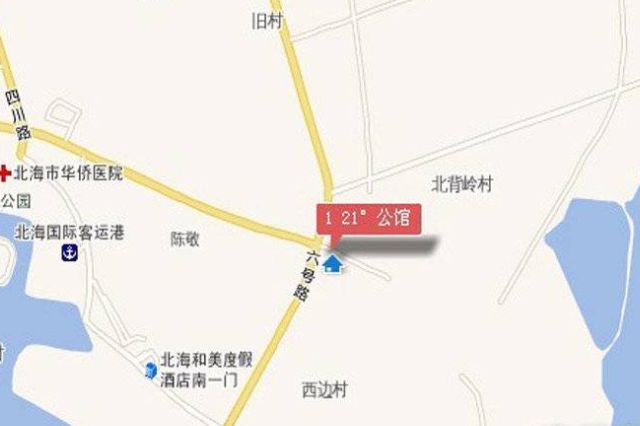 旧村
四川路
北海市华侨医院
北背岭村
公园
1 21° 公馆
北海国际客运港
陈敬
六号路
北海和美度假
酒店南一门
西边村
村